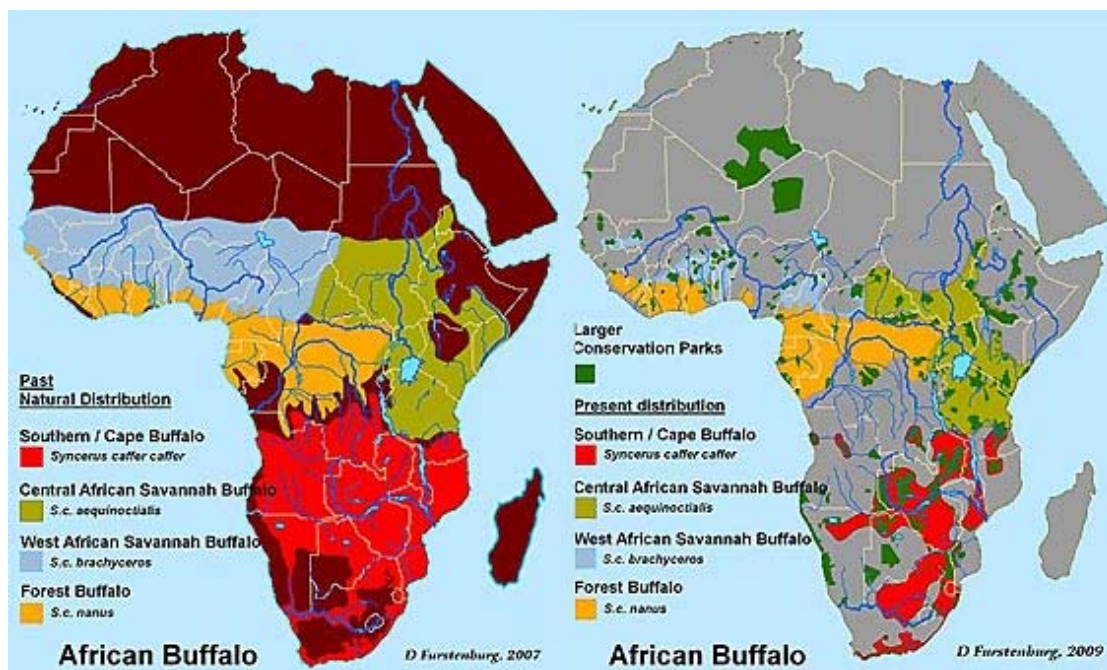 Past
Natural Distribution
Southern / Cape Buffalo
Syncerus caffer caffer
Central African Savannah Buffalo
S.c. aequinoctialis
West African Savannah Buffalo
S.c. brachyceros
Forest Buffalo
S.c. nanus
African Buffalo
D Furstenburg, 2007
Larger
Conservation Parks
Present distribution
Southern / Cape Buffalo
Syncerus caffer caffer
Central African Savannah Buffalo
S.c. aequinoctialis
West African Savannah Buffalo
S.c. brachyceros
Forest Buffalo
S.c. nanus
African Buffalo
D Furstenburg, 2009